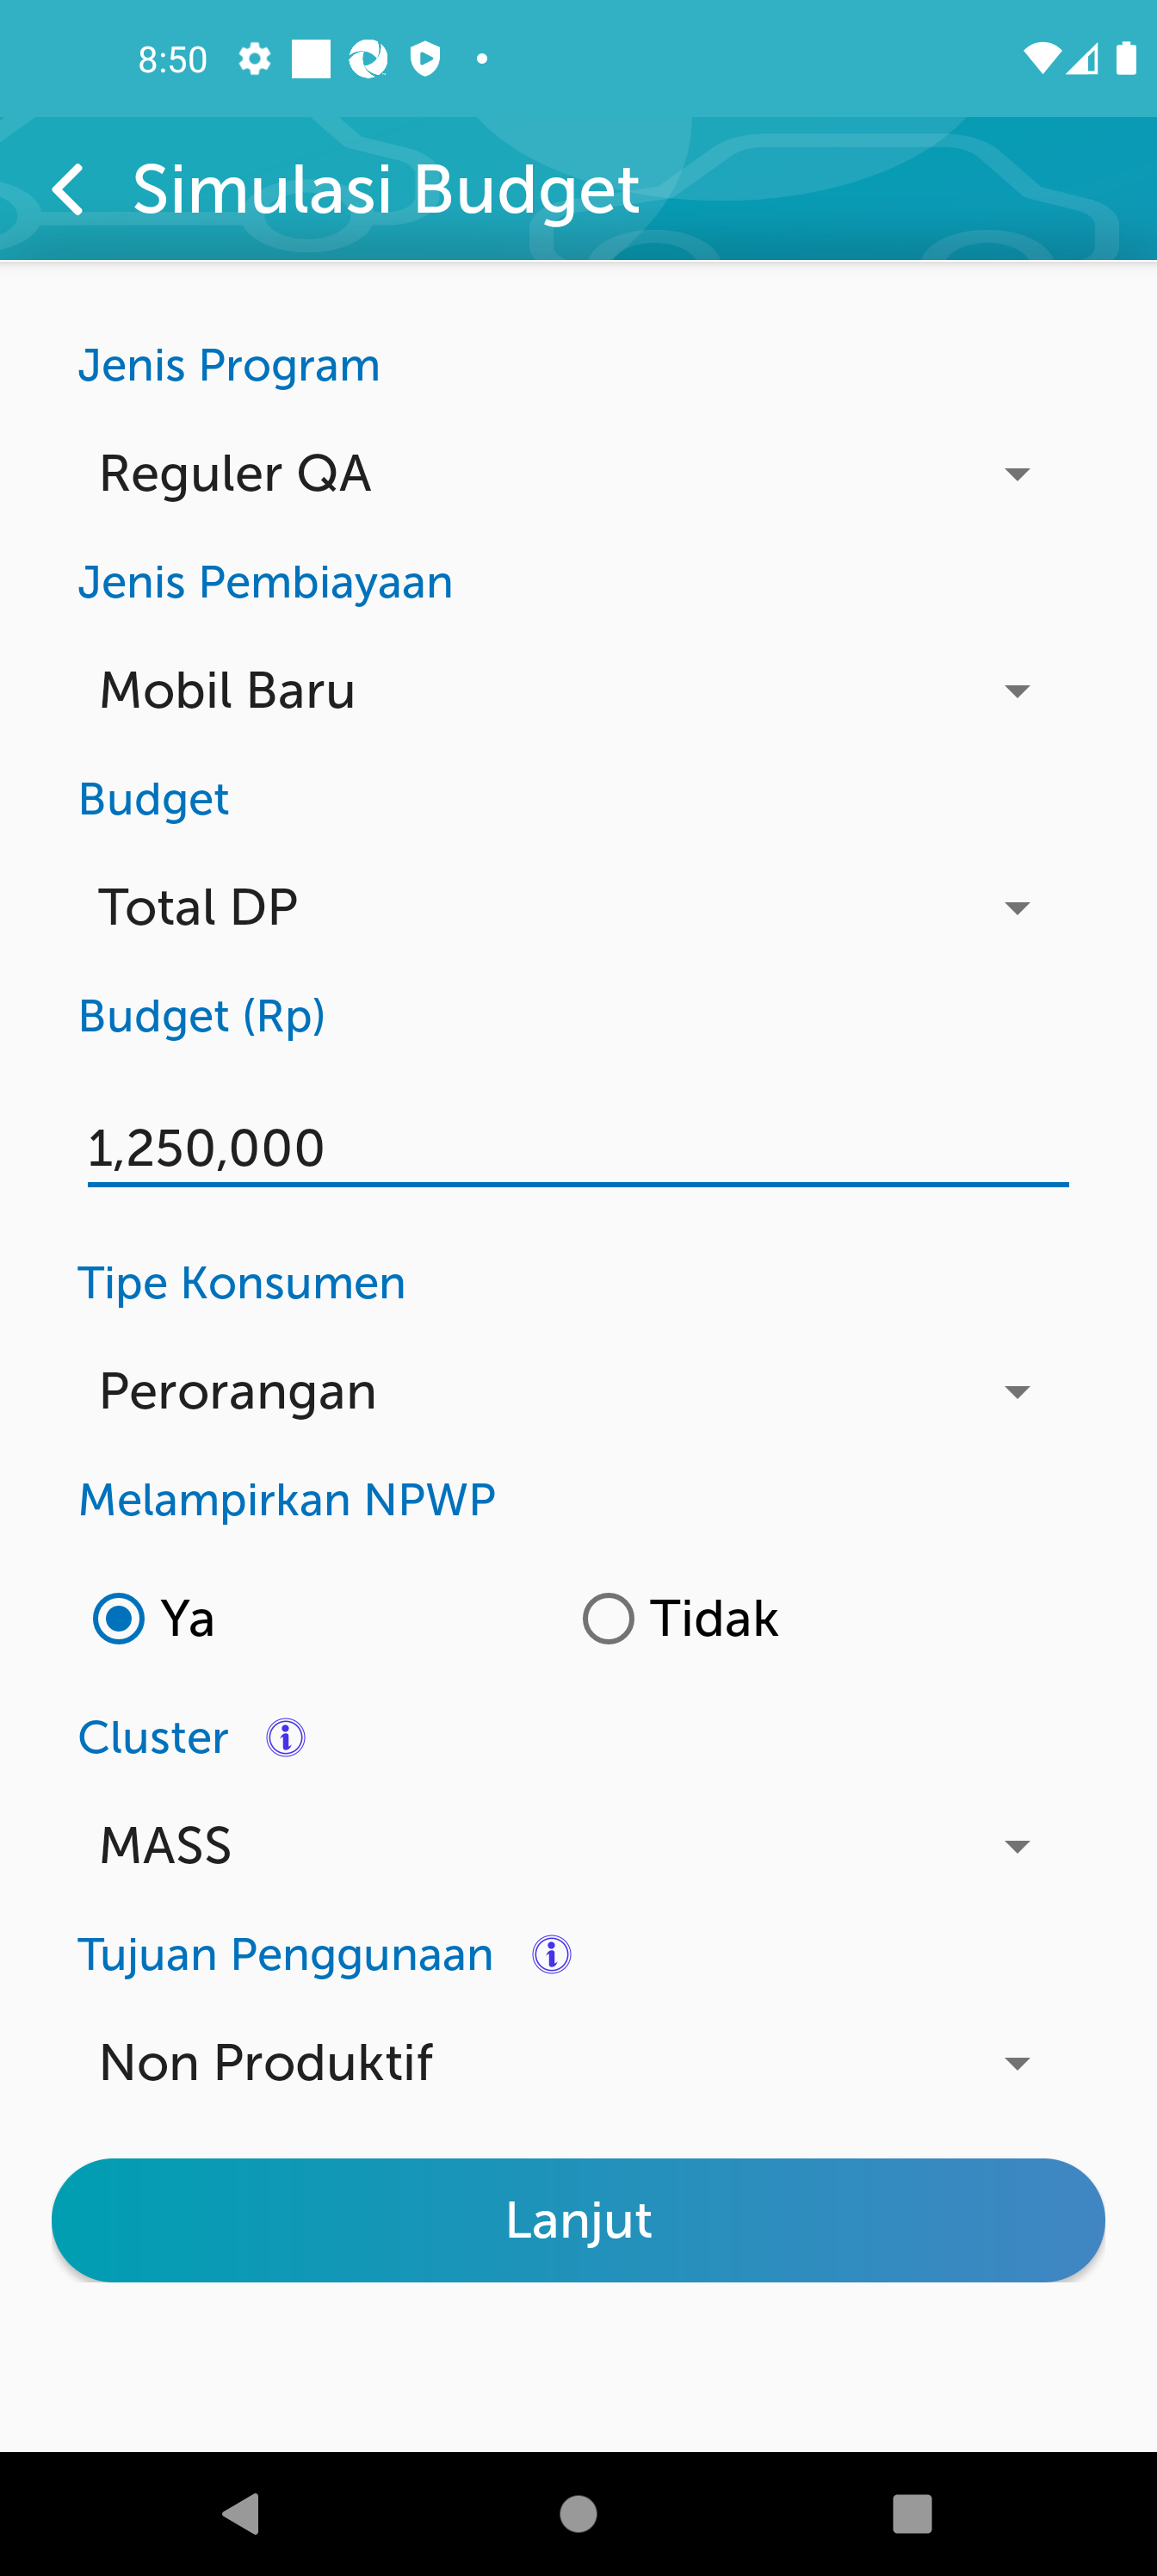 8:50
Simulasi Budget
Jenis Program
Reguler QA
Jenis Pembiayaan
Mobil Baru
Budget
Total DP
Budget (Rp)
1,250,000
Tipe Konsumen
Perorangan
Melampirkan NPWP
Ya Tidak
Cluster
MASS
Tujuan Penggunaan
Non Produktif
Lanjut